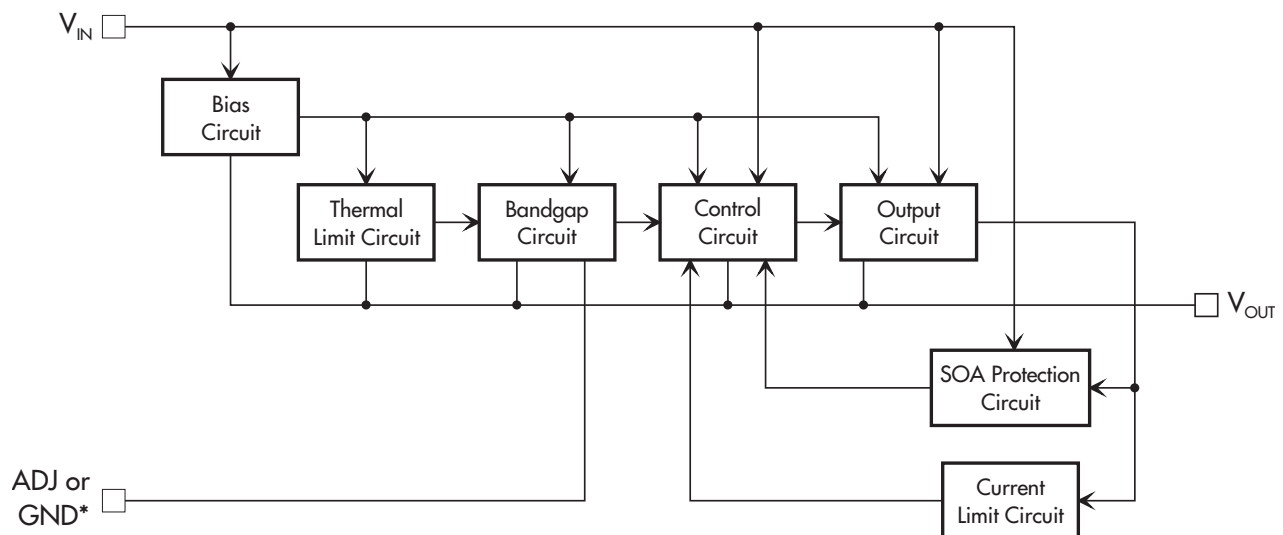 V_IN
Bias
Circuit
Thermal
Limit Circuit
Bandgap
Circuit
Control
Circuit
Output
Circuit
V_OUT
SOA Protection
Circuit
ADJ or
GND*
Current
Limit Circuit